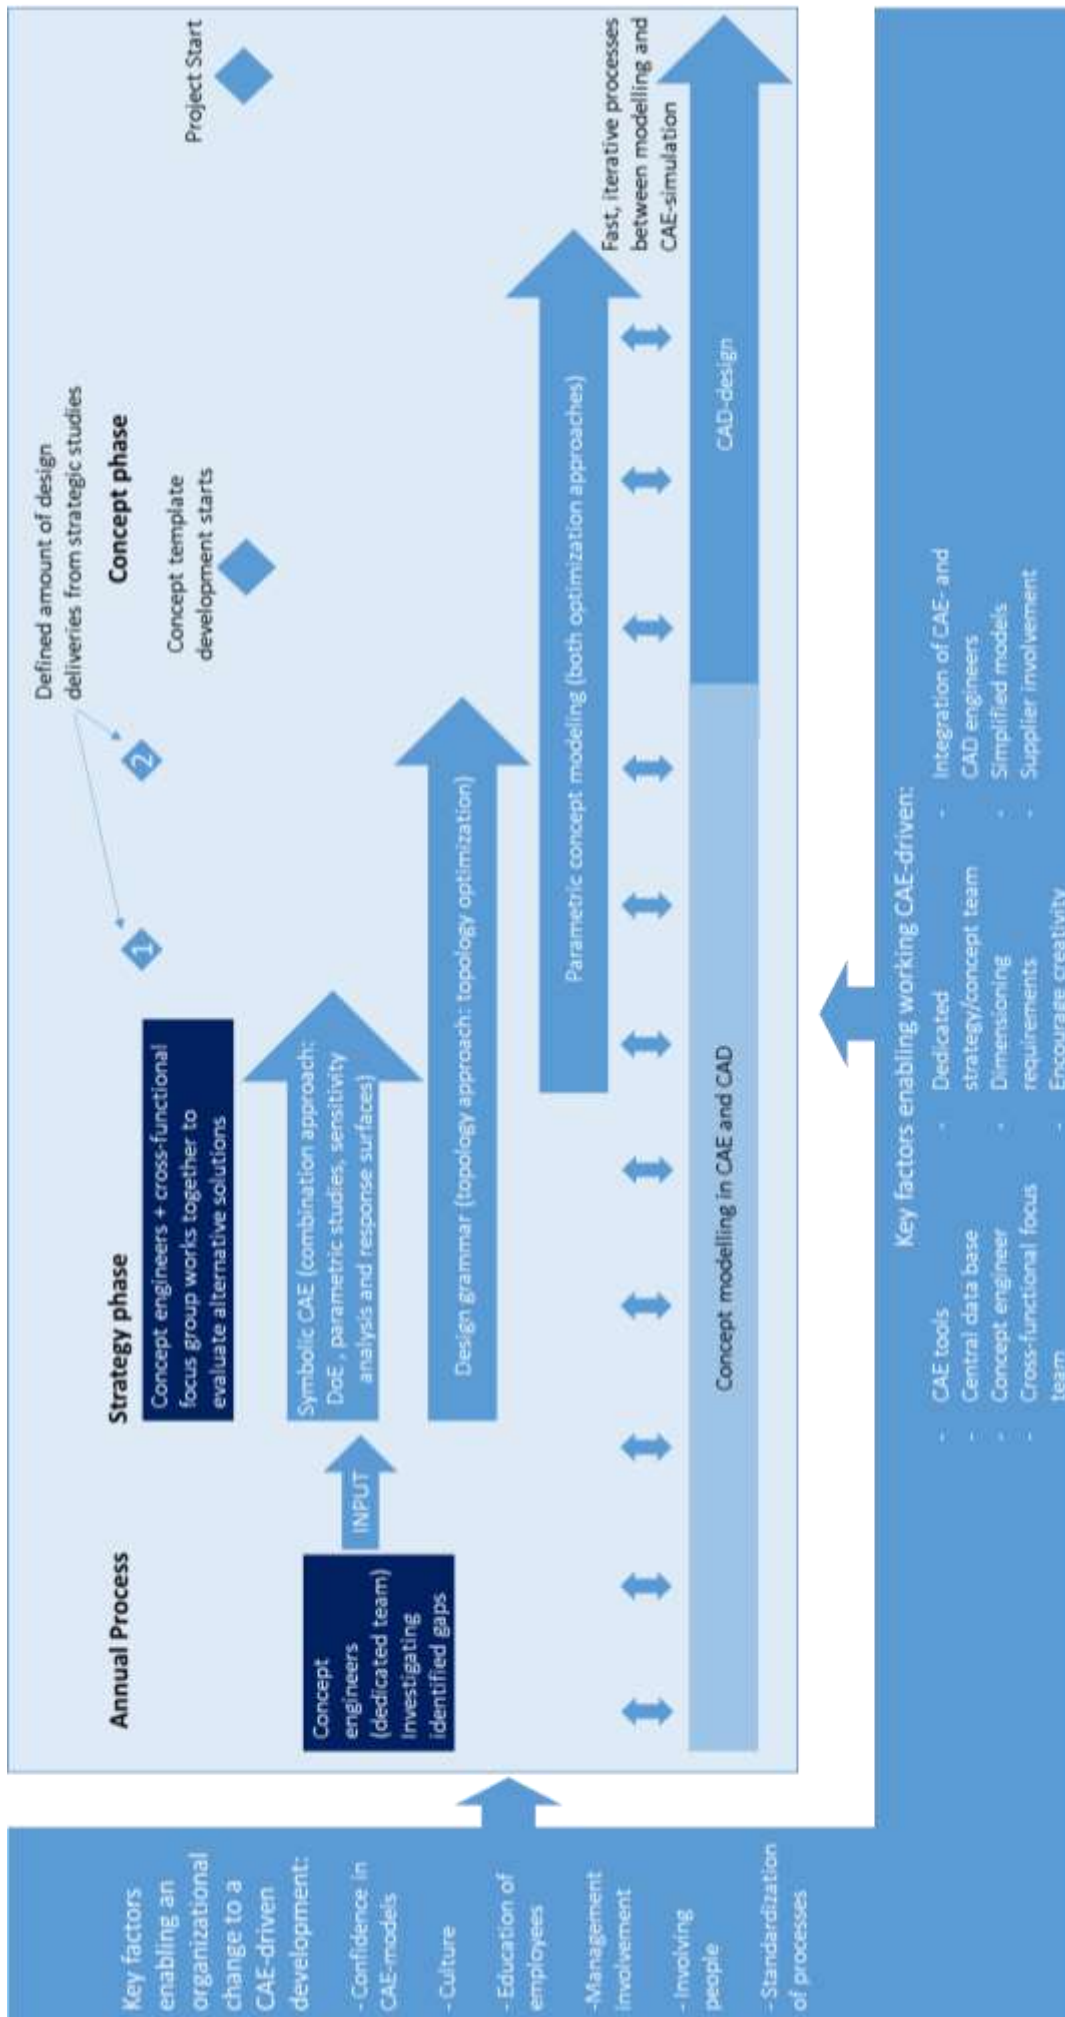 Key factors
enabling an
organizational
change to a
CAE-driven
development:
- Confidence in
CAE-models
- Culture
- Education of
employees
-Management
involvement
- Involving
people
- Standardization
of processes
Annual Process
Strategy phase
Concept phase
Defined amount of design
deliveries from strategic studies
1
2
Concept template
development starts
Project Start
Concept engineers + cross-functional
focus group works together to
evaluate alternative solutions
Concept
engineers
(dedicated team)
Investigating
identified gaps
INPUT
Symbolic CAE (combination approach:
DoE , parametric studies, sensitivity
analysis and response surfaces)
Design grammar (topology approach: topology optimization)
Parametric concept modeling (both optimization approaches)
Fast, iterative processes
between modelling and
CAE-simulation
Concept modelling in CAE and CAD
CAD-design
Key factors enabling working CAE-driven:
- CAE tools
- Central data base
- Concept engineer
- Cross-functional focus
team
- Dedicated
strategy/concept team
- Dimensioning
requirements
- Encourage creativity
- Integration of CAE- and
CAD engineers
- Simplified models
- Supplier involvement